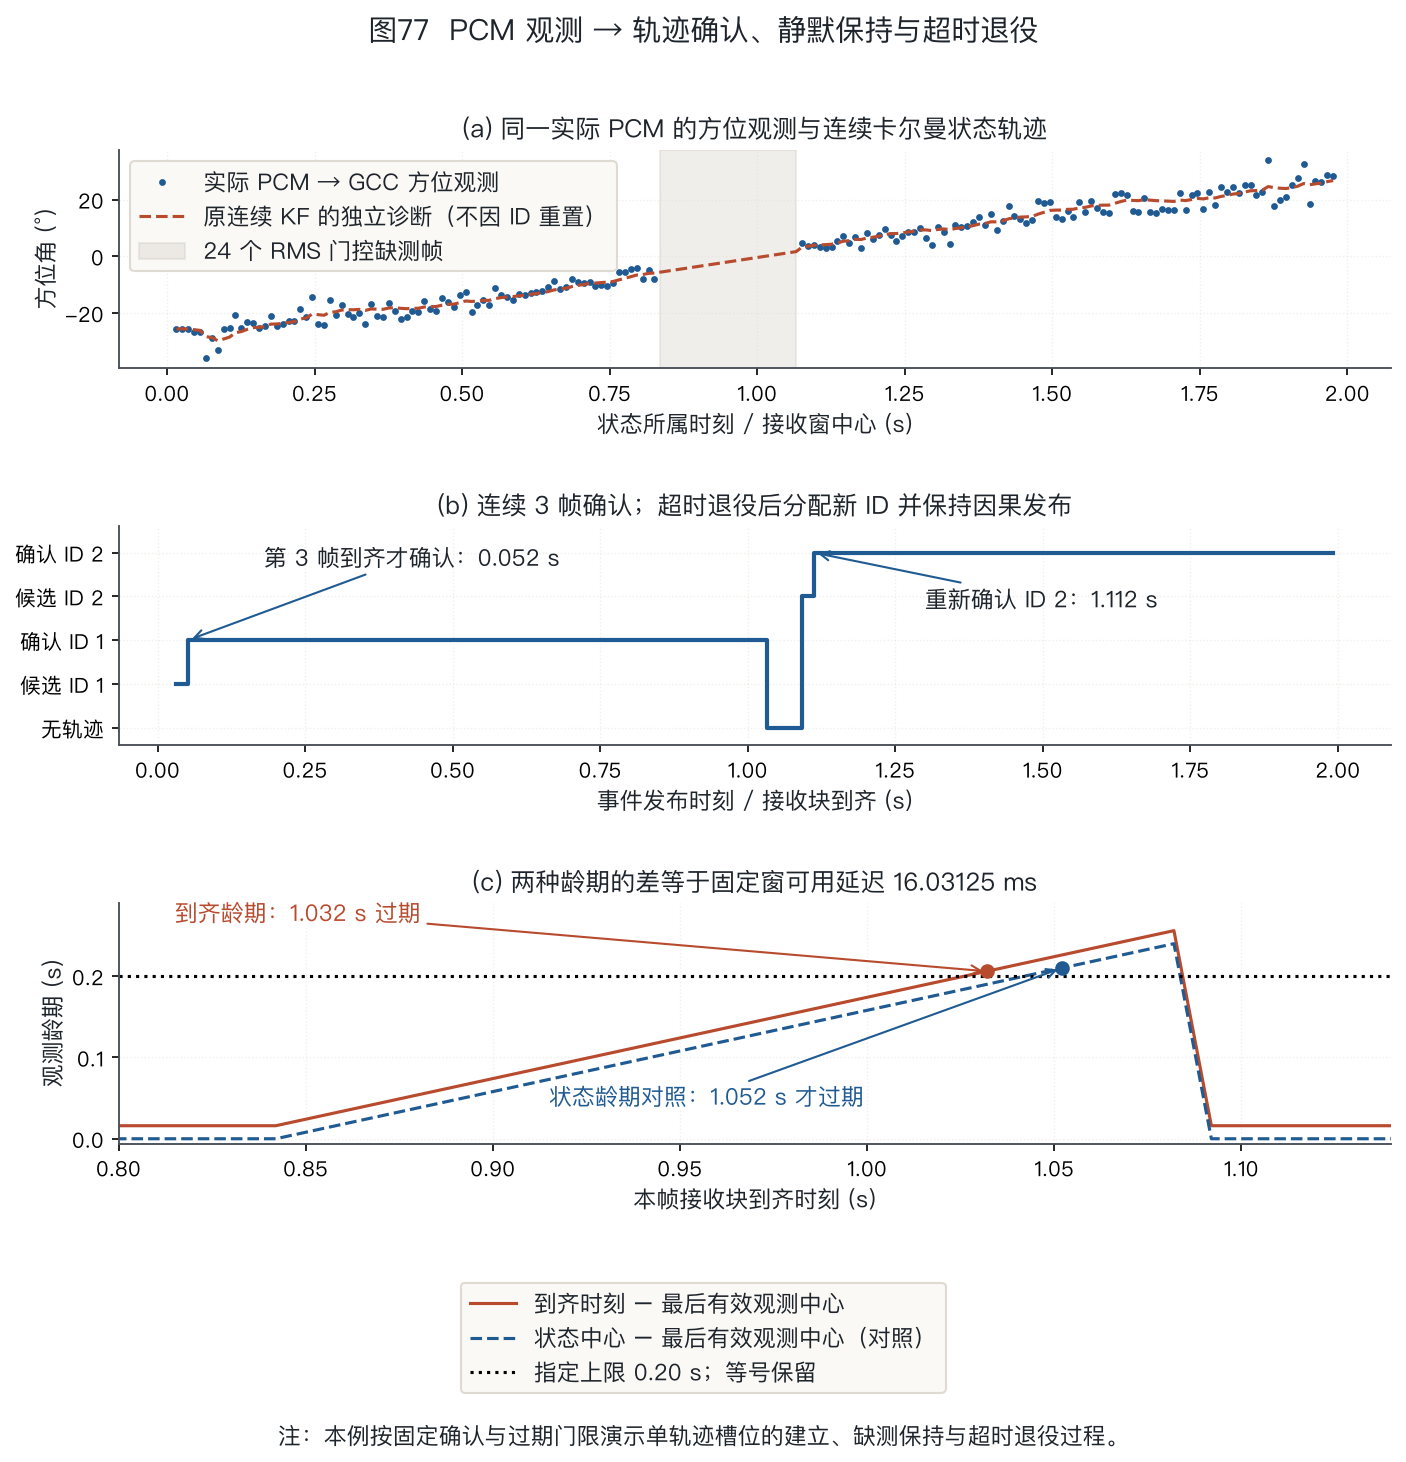 图77 PCM 观测 → 轨迹确认、静默保持与超时退役
(a) 同一实际 PCM 的方位观测与连续卡尔曼状态轨迹
实际 PCM → GCC 方位观测
原连续 KF 的独立诊断（不因 ID 重置）
24 个 RMS 门控缺测帧
方位角 (°)
20
0
−20
0.00 0.25 0.50 0.75 1.00 1.25 1.50 1.75 2.00
状态所属时刻 / 接收窗中心 (s)
(b) 连续 3 帧确认；超时退役后分配新 ID 并保持因果发布
确认 ID 2
候选 ID 2
确认 ID 1
候选 ID 1
无轨迹
第 3 帧到齐才确认：0.052 s
重新确认 ID 2：1.112 s
0.00 0.25 0.50 0.75 1.00 1.25 1.50 1.75 2.00
事件发布时刻 / 接收块到齐 (s)
(c) 两种龄期的差等于固定窗可用延迟 16.03125 ms
到齐龄期：1.032 s 过期
状态龄期对照：1.052 s 才过期
观测龄期 (s)
0.2
0.1
0.0
0.80 0.85 0.90 0.95 1.00 1.05 1.10
本帧接收块到齐时刻 (s)
到齐时刻 − 最后有效观测中心
状态中心 − 最后有效观测中心（对照）
指定上限 0.20 s；等号保留
注：本例按固定确认与过期门限演示单轨迹槽位的建立、缺测保持与超时退役过程。